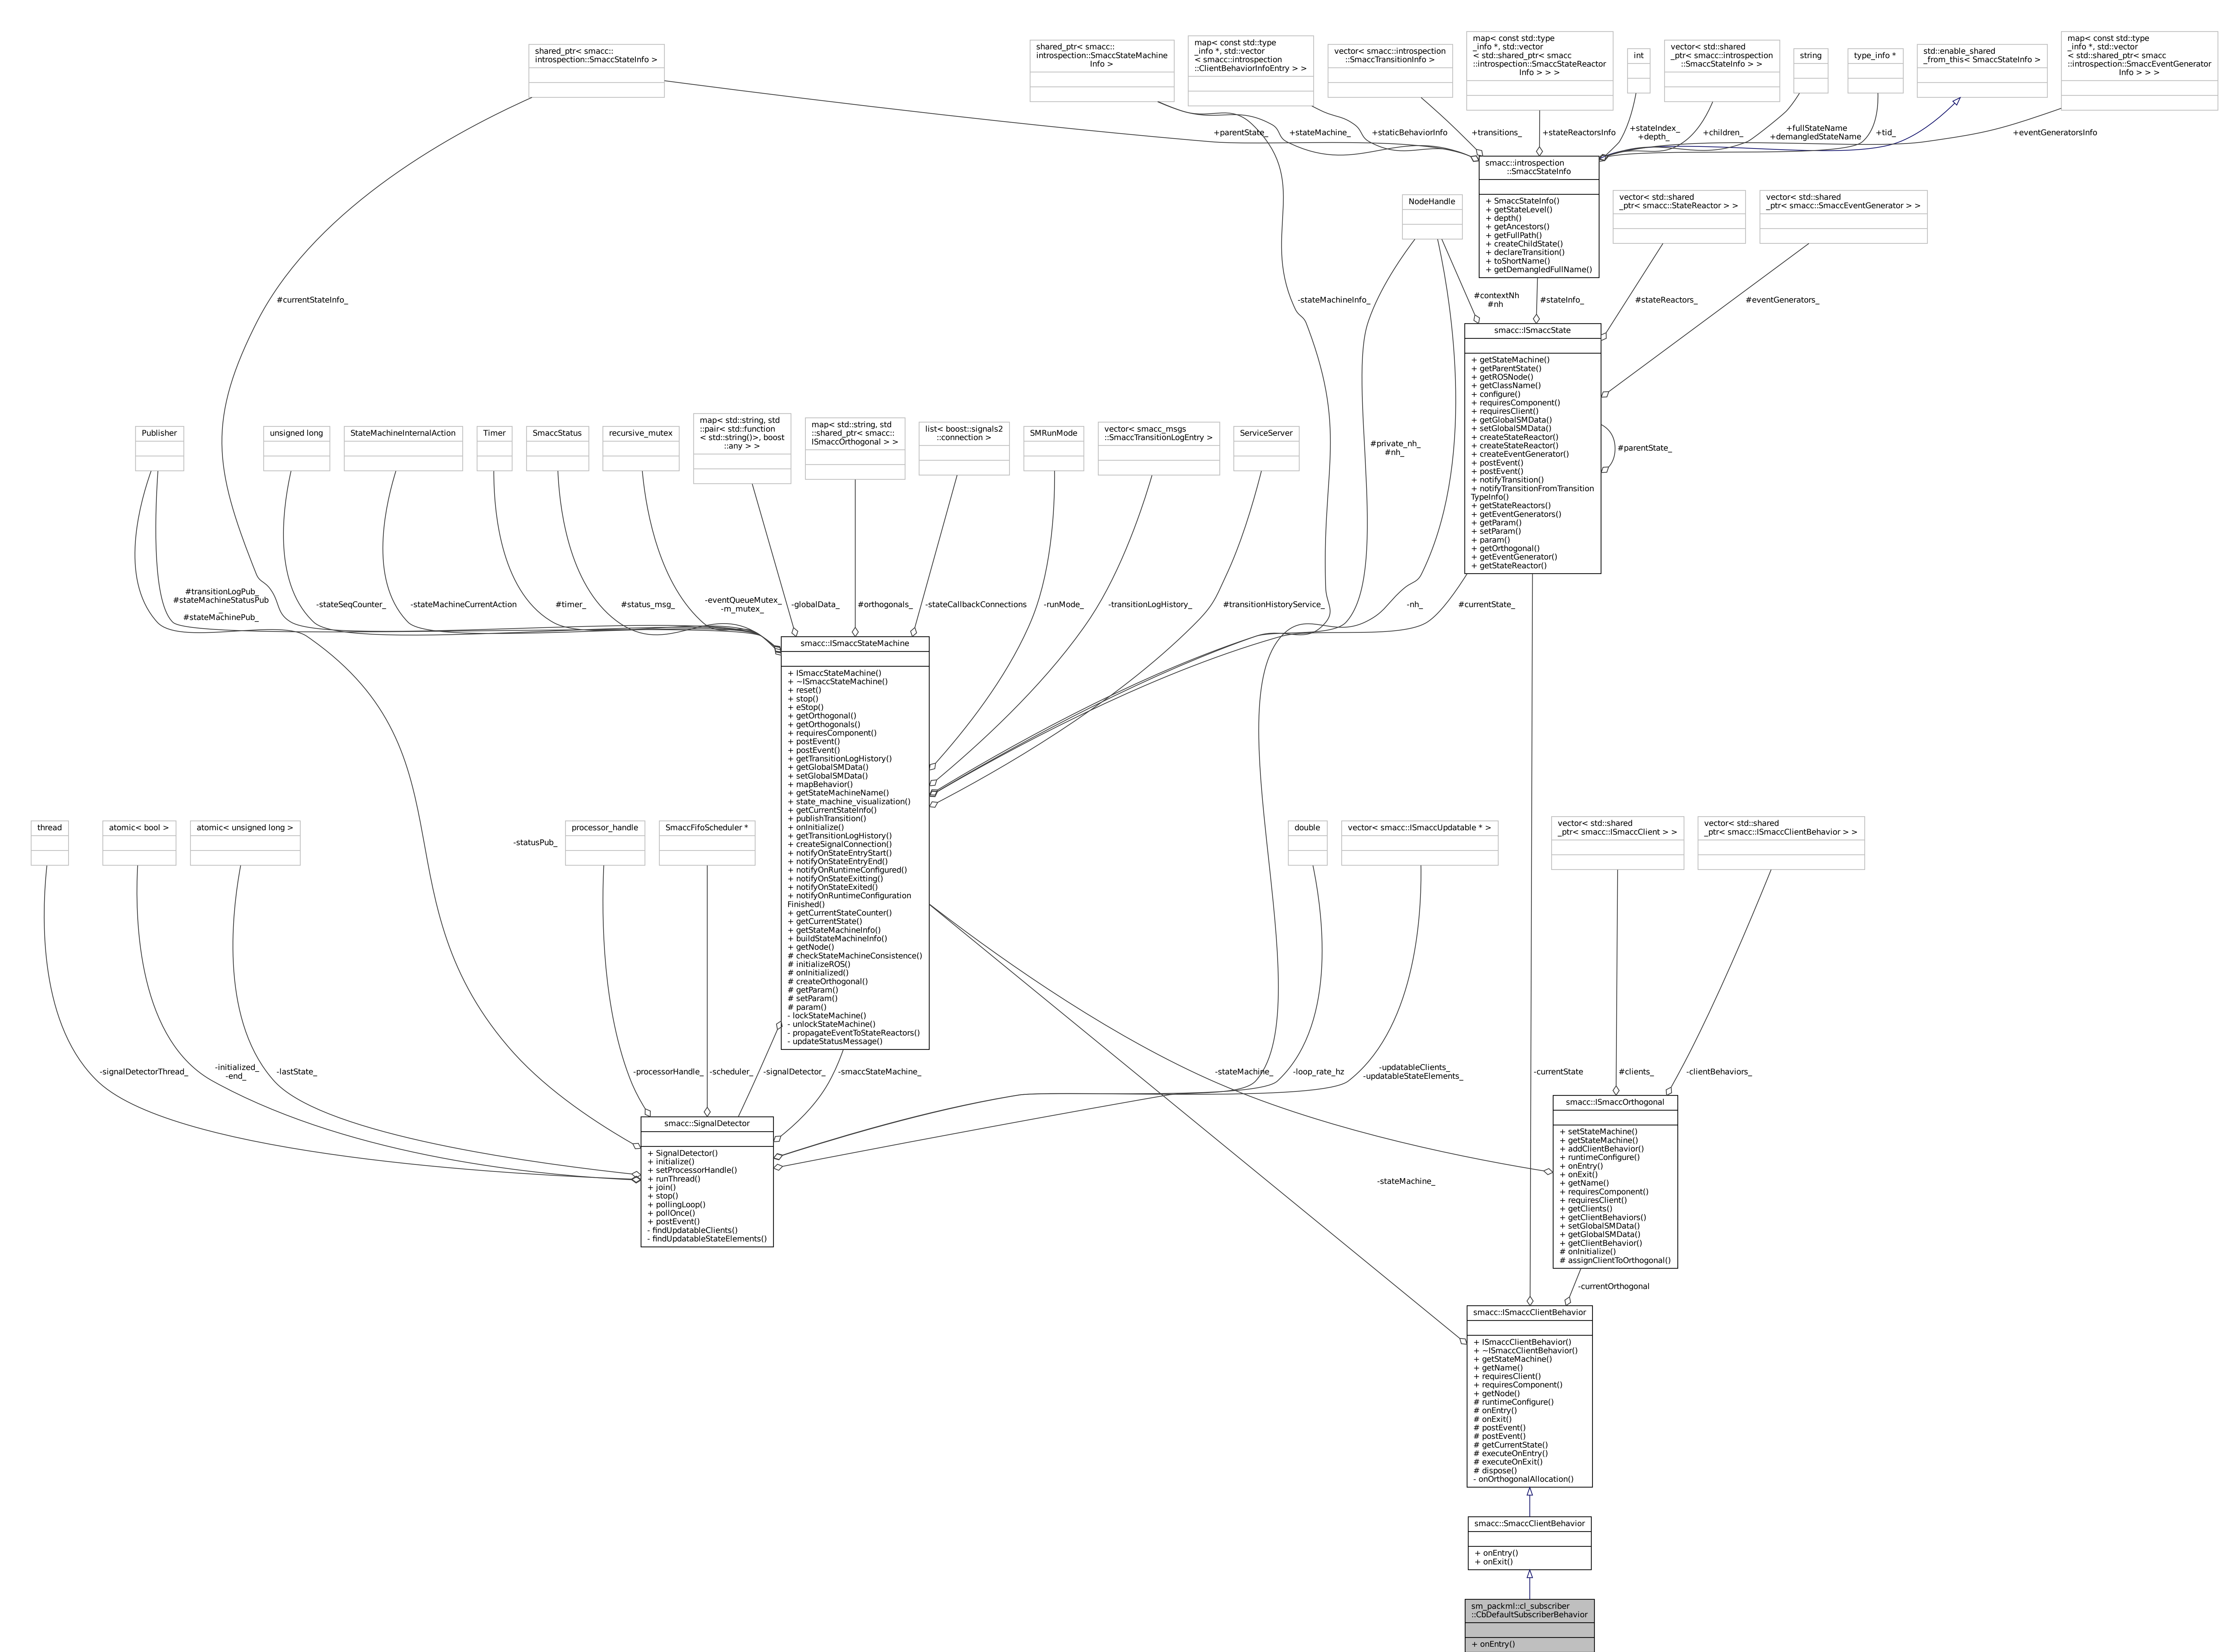 shared_ptr< smacc::
introspection::SmaccStateInfo >
shared_ptr< smacc::
introspection::SmaccStateMachine
Info >
map< const std::type
_info *, std::vector
< smacc::introspection
::ClientBehaviorInfoEntry > >
vector< smacc::introspection
::SmaccTransitionInfo >
map< const std::type
_info *, std::vector
< std::shared_ptr< smacc
::introspection::SmaccStateReactor
Info > > >
int
vector< std::shared
_ptr< smacc::introspection
::SmaccStateInfo > >
string
type_info *
std::enable_shared
_from_this< SmaccStateInfo >
map< const std::type
_info *, std::vector
< std::shared_ptr< smacc
::introspection::SmaccEventGenerator
Info > > >
+parentState_
+stateMachine_
+staticBehaviorInfo
+transitions_
+stateReactorsInfo
+stateIndex_
+depth_
+children_
+fullStateName
+demangledStateName
+tid_
+eventGeneratorsInfo
smacc::introspection
::SmaccStateInfo
+ SmaccStateInfo()
+ getStateLevel()
+ depth()
+ getAncestors()
+ getFullPath()
+ createChildState()
+ declareTransition()
+ toShortName()
+ getDemangledFullName()
NodeHandle
vector< std::shared
_ptr< smacc::StateReactor > >
vector< std::shared
_ptr< smacc::SmaccEventGenerator > >
#currentStateInfo_
-stateMachineInfo_
#contextNh
#nh
#stateInfo_
#stateReactors_
#eventGenerators_
smacc::ISmaccState
+ getStateMachine()
+ getParentState()
+ getROSNode()
+ getClassName()
+ configure()
+ requiresComponent()
+ requiresClient()
+ getGlobalSMData()
+ setGlobalSMData()
+ createStateReactor()
+ createStateReactor()
+ createEventGenerator()
+ postEvent()
+ postEvent()
+ notifyTransition()
+ notifyTransitionFromTransition
TypeInfo()
+ getStateReactors()
+ getEventGenerators()
+ getParam()
+ setParam()
+ param()
+ getOrthogonal()
+ getEventGenerator()
+ getStateReactor()
#parentState_
#private_nh_
#nh_
Publisher
unsigned long
StateMachineInternalAction
Timer
SmaccStatus
recursive_mutex
map< std::string, std
::pair< std::function
< std::string()>, boost
::any > >
map< std::string, std
::shared_ptr< smacc::
ISmaccOrthogonal > >
list< boost::signals2
::connection >
SMRunMode
vector< smacc_msgs
::SmaccTransitionLogEntry >
ServiceServer
#transitionLogPub_
#stateMachineStatusPub
_
#stateMachinePub_
-stateSeqCounter_
-stateMachineCurrentAction
#timer_
#status_msg_
-eventQueueMutex_
-m_mutex_
-globalData_
#orthogonals_
-stateCallbackConnections
-runMode_
-transitionLogHistory_
#transitionHistoryService_
-nh_
#currentState_
smacc::ISmaccStateMachine
+ ISmaccStateMachine()
+ ~ISmaccStateMachine()
+ reset()
+ stop()
+ eStop()
+ getOrthogonal()
+ getOrthogonals()
+ requiresComponent()
+ postEvent()
+ postEvent()
+ getTransitionLogHistory()
+ getGlobalSMData()
+ setGlobalSMData()
+ mapBehavior()
+ getStateMachineName()
+ state_machine_visualization()
+ getCurrentStateInfo()
+ publishTransition()
+ onInitialize()
+ getTransitionLogHistory()
+ createSignalConnection()
+ notifyOnStateEntryStart()
+ notifyOnStateEntryEnd()
+ notifyOnRuntimeConfigured()
+ notifyOnStateExitting()
+ notifyOnStateExited()
+ notifyOnRuntimeConfiguration
Finished()
+ getCurrentStateCounter()
+ getCurrentState()
+ getStateMachineInfo()
+ buildStateMachineInfo()
+ getNode()
# checkStateMachineConsistence()
# initializeROS()
# onInitialized()
# createOrthogonal()
# getParam()
# setParam()
# param()
- lockStateMachine()
- unlockStateMachine()
- propagateEventToStateReactors()
- updateStatusMessage()
thread
atomic< bool >
atomic< unsigned long >
-statusPub_
processor_handle
SmaccFifoScheduler *
double
vector< smacc::ISmaccUpdatable * >
vector< std::shared
_ptr< smacc::ISmaccClient > >
vector< std::shared
_ptr< smacc::ISmaccClientBehavior > >
-signalDetectorThread_
-initialized_
-end_
-lastState_
-processorHandle_
-scheduler_
-signalDetector_
-smaccStateMachine_
-stateMachine_
-loop_rate_hz
-updatableClients_
-updatableStateElements_
-currentState
#clients_
-clientBehaviors_
smacc::SignalDetector
+ SignalDetector()
+ initialize()
+ setProcessorHandle()
+ runThread()
+ join()
+ stop()
+ pollingLoop()
+ pollOnce()
+ postEvent()
- findUpdatableClients()
- findUpdatableStateElements()
smacc::ISmaccOrthogonal
+ setStateMachine()
+ getStateMachine()
+ addClientBehavior()
+ runtimeConfigure()
+ onEntry()
+ onExit()
+ getName()
+ requiresComponent()
+ requiresClient()
+ getClients()
+ getClientBehaviors()
+ setGlobalSMData()
+ getGlobalSMData()
+ getClientBehavior()
# onInitialize()
# assignClientToOrthogonal()
-stateMachine_
-currentOrthogonal
smacc::ISmaccClientBehavior
+ ISmaccClientBehavior()
+ ~ISmaccClientBehavior()
+ getStateMachine()
+ getName()
+ requiresClient()
+ requiresComponent()
+ getNode()
# runtimeConfigure()
# onEntry()
# onExit()
# postEvent()
# postEvent()
# getCurrentState()
# executeOnEntry()
# executeOnExit()
# dispose()
- onOrthogonalAllocation()
smacc::SmaccClientBehavior
+ onEntry()
+ onExit()
sm_packml::cl_subscriber
::CbDefaultSubscriberBehavior
+ onEntry()